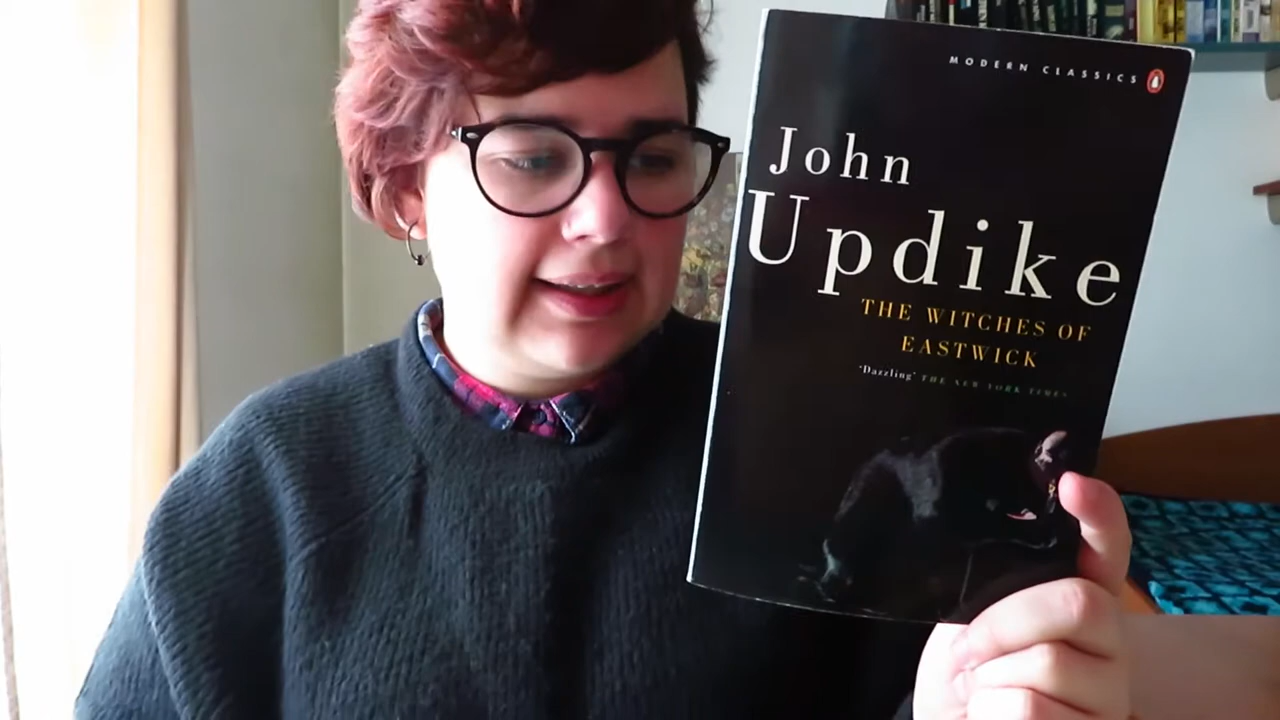 MODERN CLASSICS
John
Updike
THE WITCHES OF
EASTWICK
'Dazzling' THE NEW YORK TIMES